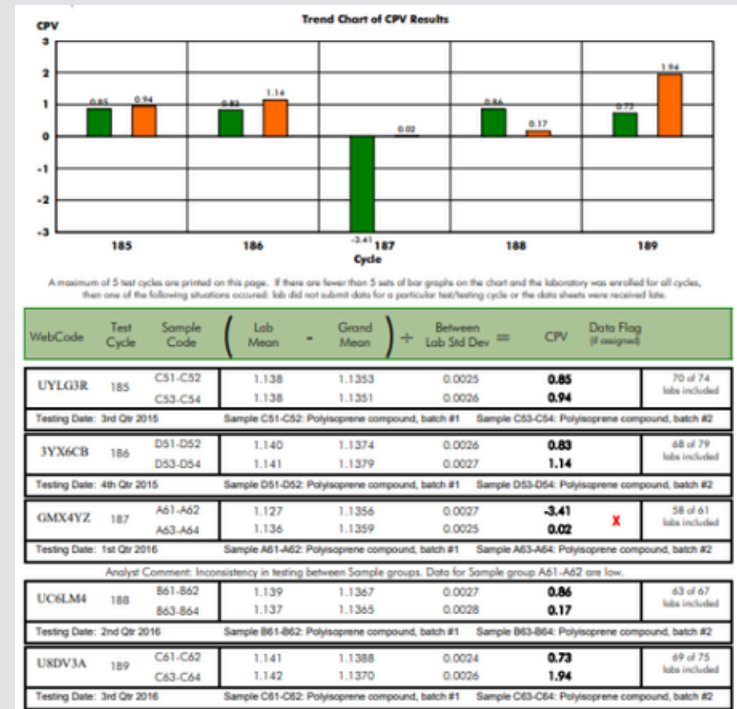 Trend Chart of CPV Results
CPV
3
2
1
0
-1
-2
-3
0.85 0.94 0.83 1.14 -3.41 0.02 0.86 0.17 0.73 1.94
185 186 187 188 189
Cycle
A maximum of 5 test cycles are printed on this page. If there are fewer than 5 sets of bar graphs on the chart and the laboratory was enrolled for all cycles,
then one of the following situations occured: lab did not submit data for a particular test/testing cycle or the data sheets were received late.
WebCode Test Cycle Sample Code ( Lab Mean - Grand Mean ) ÷ Between Lab Std Dev = CPV Data Flag (if assigned)
UYLG3R 185 C51-C52 1.138 1.1353 0.0025 0.85 70 of 74
C53-C54 1.138 1.1351 0.0026 0.94 labs included
Testing Date: 3rd Qtr 2015 Sample C51-C52: Polyisoprene compound, batch #1 Sample C53-C54: Polyisoprene compound, batch #2
3YX6CB 186 D51-D52 1.140 1.1374 0.0026 0.83 68 of 79
D53-D54 1.141 1.1379 0.0027 1.14 labs included
Testing Date: 4th Qtr 2015 Sample D51-D52: Polyisoprene compound, batch #1 Sample D53-D54: Polyisoprene compound, batch #2
GMX4YZ 187 A61-A62 1.127 1.1356 0.0027 -3.41 X 58 of 61
A63-A64 1.136 1.1359 0.0025 0.02 labs included
Testing Date: 1st Qtr 2016 Sample A61-A62: Polyisoprene compound, batch #1 Sample A63-A64: Polyisoprene compound, batch #2
Analyst Comment: Inconsistency in testing between Sample groups. Data for Sample group A61-A62 are low.
UC6LM4 188 B61-B62 1.139 1.1367 0.0027 0.86 63 of 67
B63-B64 1.137 1.1365 0.0028 0.17 labs included
Testing Date: 2nd Qtr 2016 Sample B61-B62: Polyisoprene compound, batch #1 Sample B63-B64: Polyisoprene compound, batch #2
U8DV3A 189 C61-C62 1.141 1.1388 0.0024 0.73 69 of 75
C63-C64 1.142 1.1370 0.0026 1.94 labs included
Testing Date: 3rd Qtr 2016 Sample C61-C62: Polyisoprene compound, batch #1 Sample C63-C64: Polyisoprene compound, batch #2